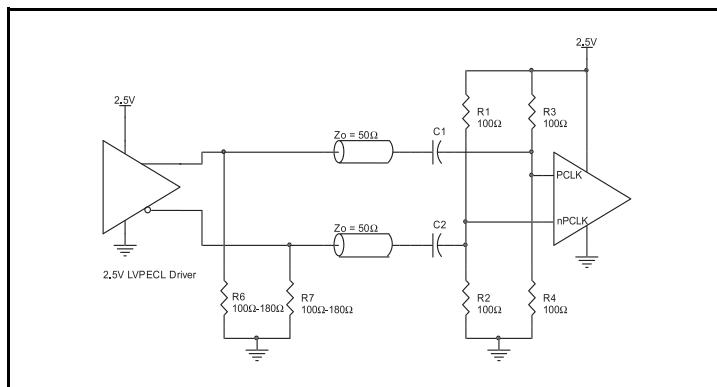 2.5V
2.5V
Zo = 50Ω
C1
R1
100Ω
R3
100Ω
PCLK
nPCLK
Zo = 50Ω
C2
2.5V LVPECL Driver
R6
100Ω-180Ω
R7
100Ω-180Ω
R2
100Ω
R4
100Ω